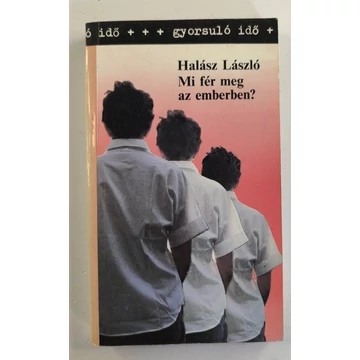 ó idő + + + gyorsuló idő +
Halász László
Mi fér meg
az emberben?